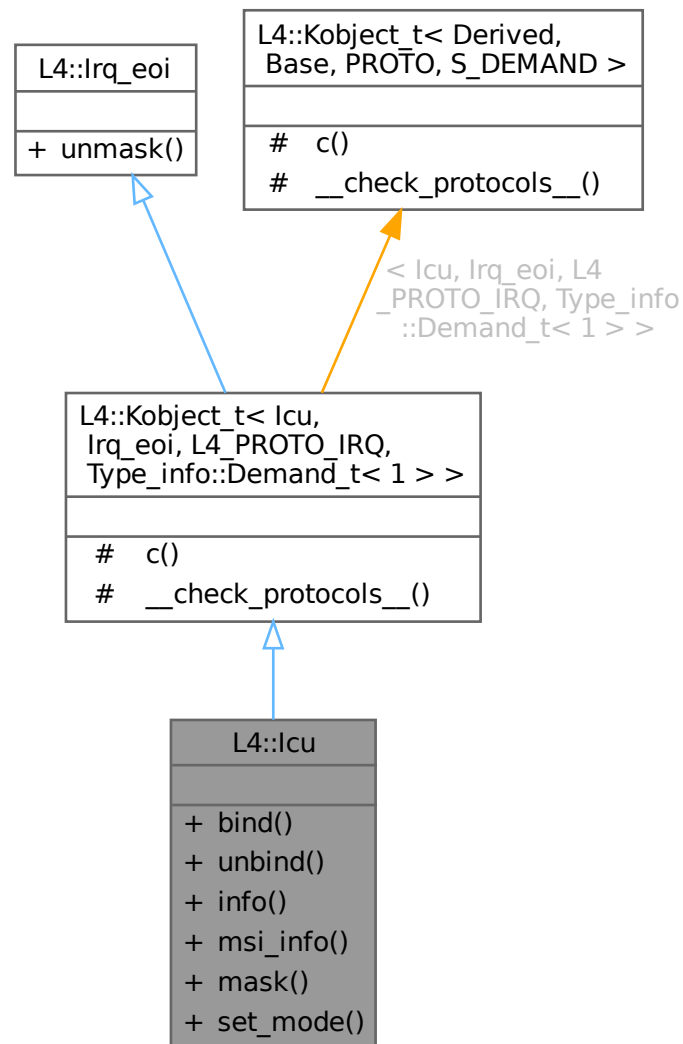 L4::Irq_eoi
+ unmask()
L4::Kobject_t< Derived,
Base, PROTO, S_DEMAND >
# c()
# __check_protocols__()
< Icu, Irq_eoi, L4
_PROTO_IRQ, Type_info
::Demand_t< 1 > >
L4::Kobject_t< Icu,
Irq_eoi, L4_PROTO_IRQ,
Type_info::Demand_t< 1 > >
# c()
# __check_protocols__()
L4::Icu
+ bind()
+ unbind()
+ info()
+ msi_info()
+ mask()
+ set_mode()